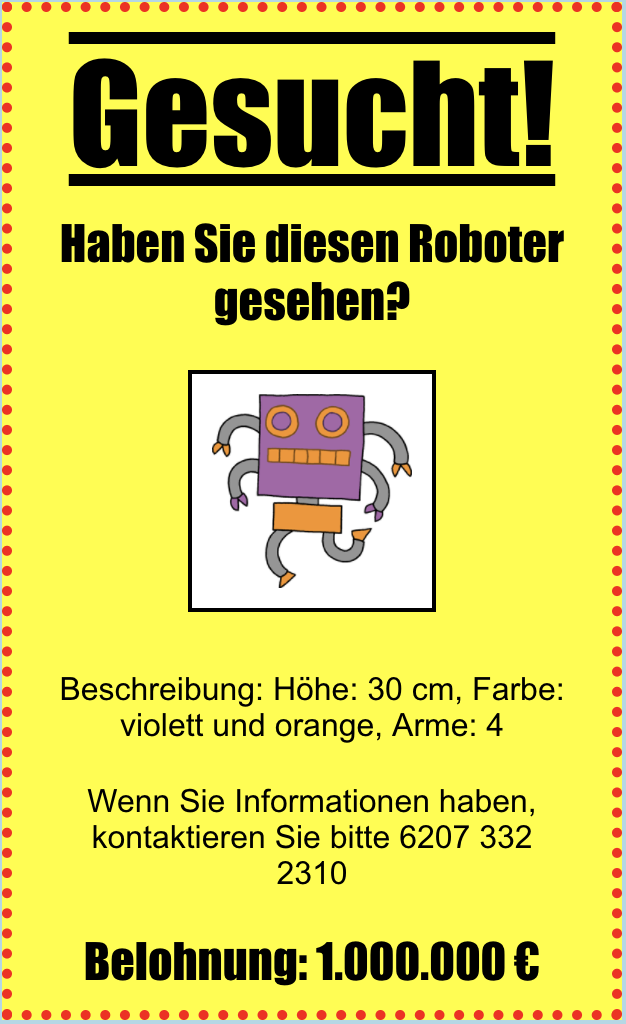 Gesucht!
Haben Sie diesen Roboter
gesehen?
Beschreibung: Höhe: 30 cm, Farbe:
violett und orange, Arme: 4
Wenn Sie Informationen haben,
kontaktieren Sie bitte 6207 332
2310
Belohnung: 1.000.000 €